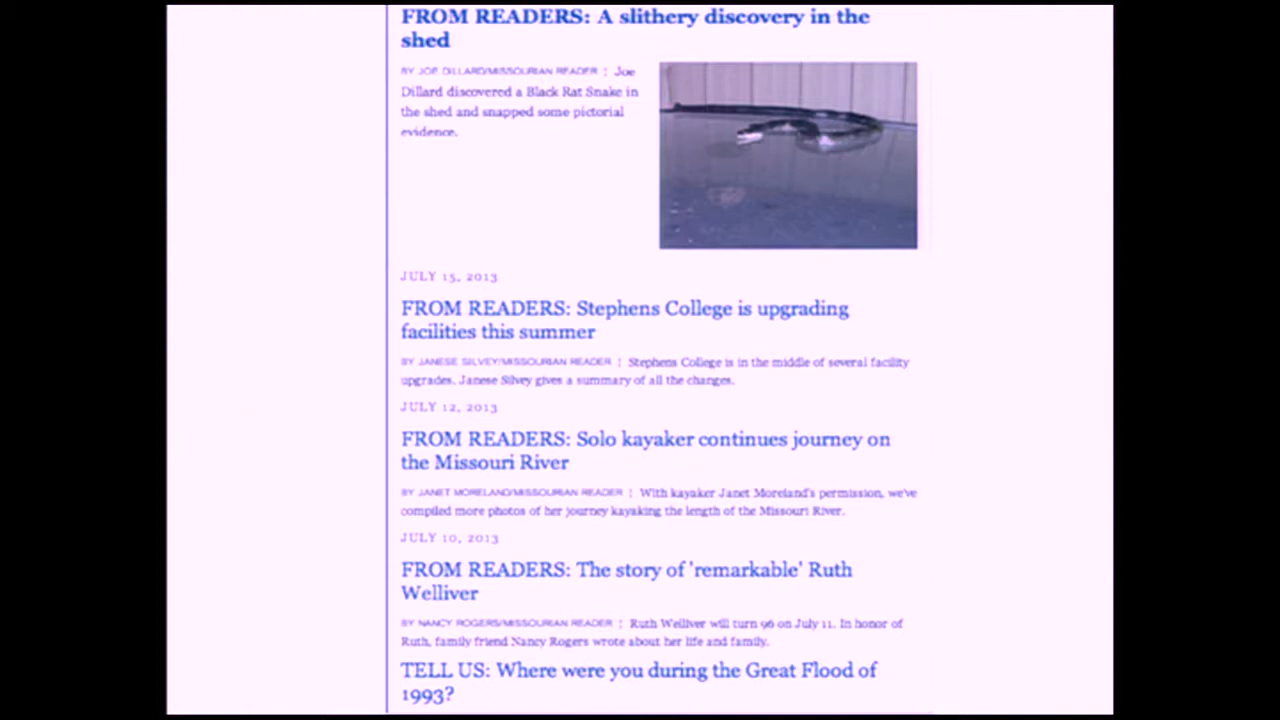 FROM READERS: A slithery discovery in the
shed
BY JOE DILLARD/MISSOURIAN READER | Joe
Dillard discovered a Black Rat Snake in
the shed and snapped some pictorial
evidence.
JULY 15, 2013
FROM READERS: Stephens College is upgrading
facilities this summer
BY JANESE SILVEY/MISSOURIAN READER | Stephens College is in the middle of several facility
upgrades. Janese Silvey gives a summary of all the changes.
JULY 12, 2013
FROM READERS: Solo kayaker continues journey on
the Missouri River
BY JANET MORELAND/MISSOURIAN READER | With kayaker Janet Moreland's permission, we've
compiled more photos of her journey kayaking the length of the Missouri River.
JULY 10, 2013
FROM READERS: The story of 'remarkable' Ruth
Welliver
BY NANCY ROGERS/MISSOURIAN READER | Ruth Welliver will turn 96 on July 11. In honor of
Ruth, family friend Nancy Rogers wrote about her life and family.
TELL US: Where were you during the Great Flood of
1993?